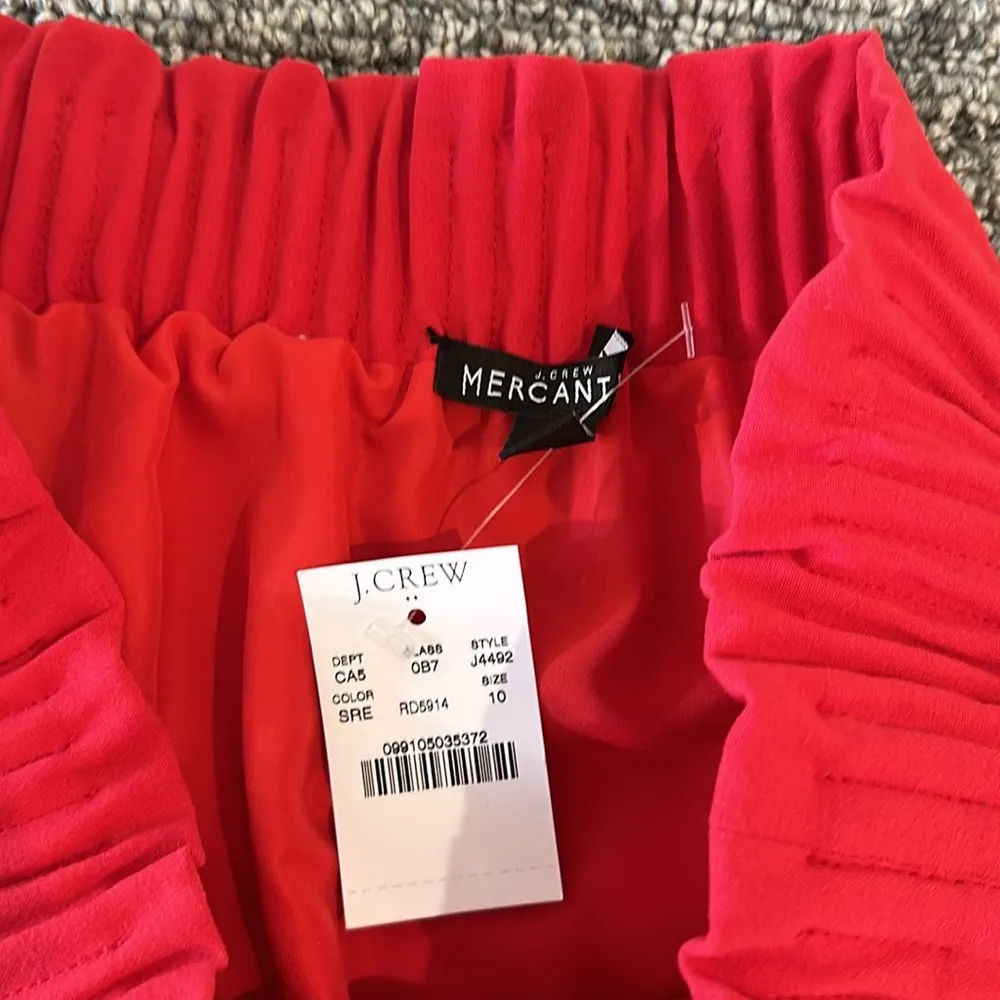 J.CREW
MERCANT
J.CREW
DEPT
STYLE
CA5 0B7 J4492
COLOR SIZE
SRE RD5914 10
099105035372